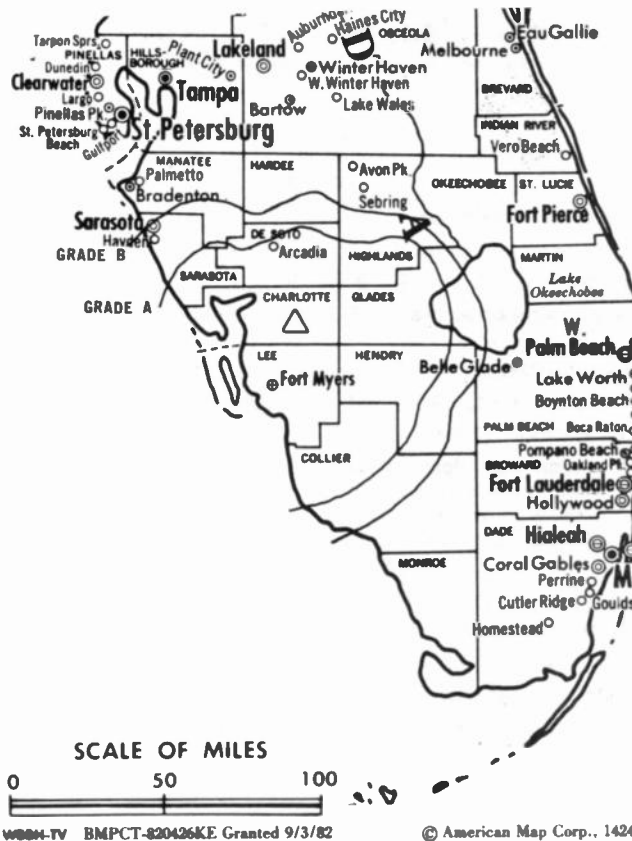 Auburndale
Haines City
OSCEOLA
Eau Gallie
Tarpon Sprs.
PINELLAS
HILLS-
BOROUGH
Plant City
Lakeland
Melbourne
Dunedin
Clearwater
Winter Haven
Tampa
W. Winter Haven
BREVARD
Largo
Pinellas Pk.
Bartow
Lake Wales
St. Petersburg
St. Petersburg
Beach
Gulfport
INDIAN RIVER
Vero Beach
MANATEE
HARDEE
Avon Pk.
Palmetto
Bradenton
Sebring
OKEECHOBEE
ST. LUCIE
Sarasota
Fort Pierce
Hayden
DE SOTO
GRADE B
Arcadia
HIGHLANDS
MARTIN
SARASOTA
Lake
Okeechobee
GRADE A
CHARLOTTE
GLADES
W.
Palm Beach
LEE
HENDRY
Belle Glade
Fort Myers
Lake Worth
Boynton Beach
PALM BEACH
Boca Raton
COLLIER
Pompano Beach
BROWARD
Oakland Pk.
Fort Lauderdale
Hollywood
DADE
Hialeah
MONROE
Coral Gables
M
Perrine
Cutler Ridge
Goulds
Homestead
SCALE OF MILES
0 50 100
WBBH-TV BMPCT-820426KE Granted 9/3/82
© American Map Corp., 1424